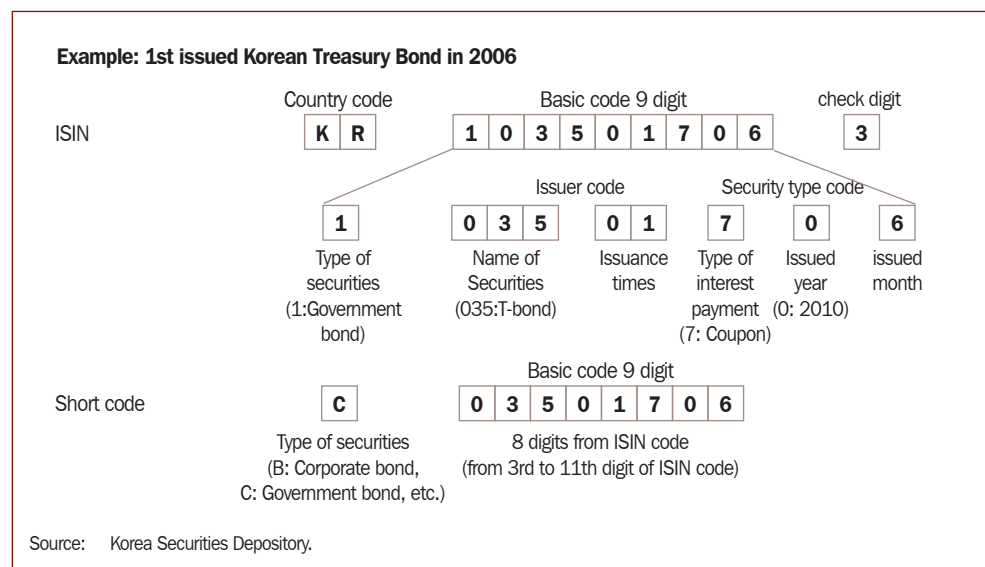 Example: 1st issued Korean Treasury Bond in 2006
Country code Basic code 9 digit check digit
ISIN K R 1 0 3 5 0 1 7 0 6 3
Issuer code Security type code
1 0 3 5 0 1 7 0 6
Type of Name of Issuance Type of Issued issued
securities Securities times interest year month
(1:Government (035:T-bond) payment (0: 2010)
bond) (7: Coupon)
Basic code 9 digit
Short code C 0 3 5 0 1 7 0 6
Type of securities 8 digits from ISIN code
(B: Corporate bond, (from 3rd to 11th digit of ISIN code)
C: Government bond, etc.)
Source: Korea Securities Depository.